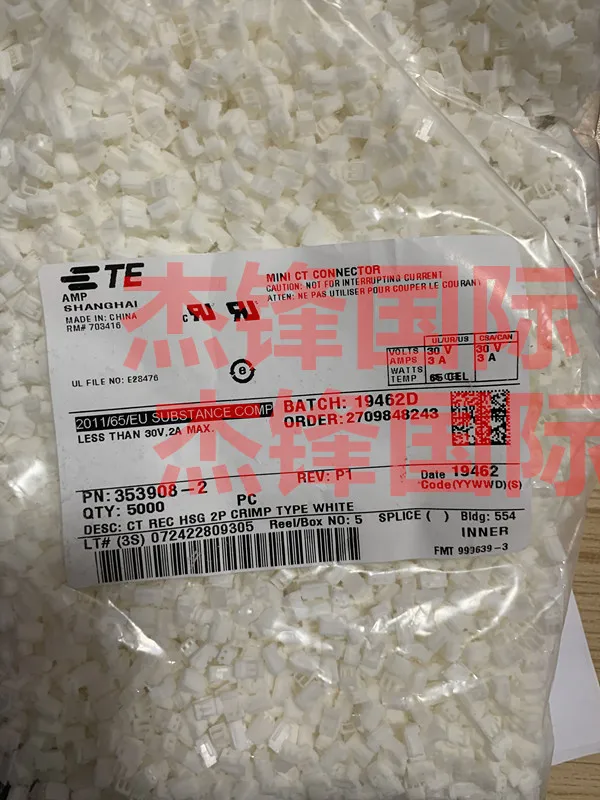 TE
AMP
SHANGHAI
MADE IN: CHINA
RM# 703416
MINI CT CONNECTOR
CAUTION: NOT FOR INTERRUPTING CURRENT
ATTEN: NE PAS UTILISER POUR COUPER LE COURANT
杰锋国际
UL/UR/US CSA/CAN
VOLTS 30 V 30 V
AMPS 3 A 3 A
WATTS
TEMP 65 CEL
UL FILE NO: E28476
2011/65/EU SUBSTANCE COMP
LESS THAN 30V,2A MAX.
BATCH: 19462D
ORDER: 2709848243
杰锋国际
PN: 353908-2
REV: P1
Date 19462
Code(YYWWD)(S)
QTY: 5000 PC
DESC: CT REC HSG 2P CRIMP TYPE WHITE
SPLICE ( ) Bldg: 554
LT# (3S) 072422809305 Reel/Box NO: 5
INNER
FMT 999639-3